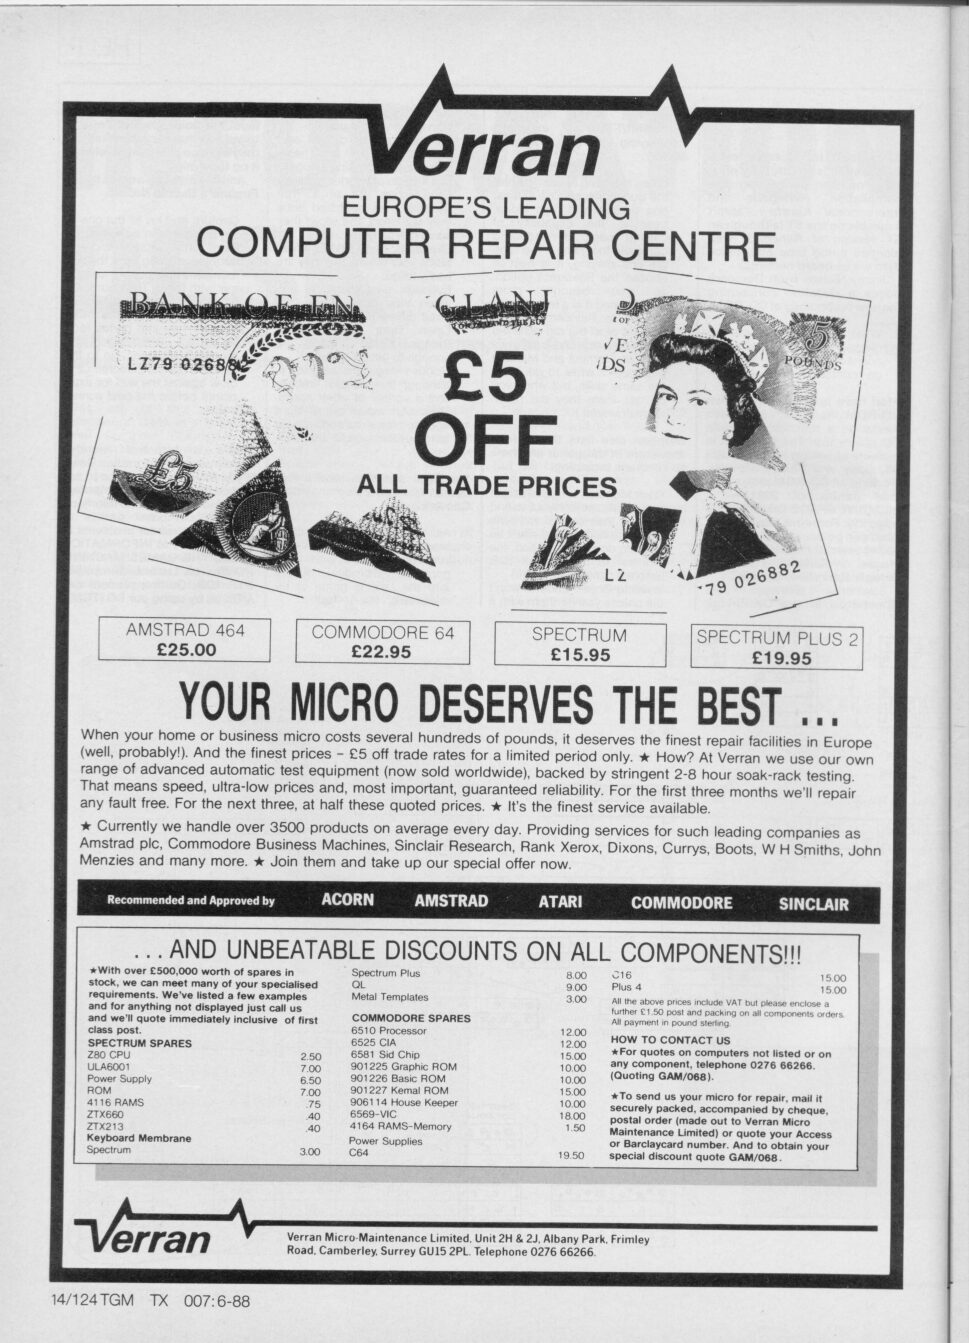 Verran
EUROPE'S LEADING
COMPUTER REPAIR CENTRE
BANK OF EN
GLAN
LZ79 026882
VE
DS
5
POUNDS
£5
OFF
ALL TRADE PRICES
£5
LZ
79 026882
AMSTRAD 464
£25.00
COMMODORE 64
£22.95
SPECTRUM
£15.95
SPECTRUM PLUS 2
£19.95
YOUR MICRO DESERVES THE BEST ...
When your home or business micro costs several hundreds of pounds, it deserves the finest repair facilities in Europe
(well, probably!). And the finest prices – £5 off trade rates for a limited period only. ★ How? At Verran we use our own
range of advanced automatic test equipment (now sold worldwide), backed by stringent 2-8 hour soak-rack testing.
That means speed, ultra-low prices and, most important, guaranteed reliability. For the first three months we'll repair
any fault free. For the next three, at half these quoted prices. ★ It's the finest service available.
★ Currently we handle over 3500 products on average every day. Providing services for such leading companies as
Amstrad plc, Commodore Business Machines, Sinclair Research, Rank Xerox, Dixons, Currys, Boots, W H Smiths, John
Menzies and many more. ★ Join them and take up our special offer now.
Recommended and Approved by ACORN AMSTRAD ATARI COMMODORE SINCLAIR
... AND UNBEATABLE DISCOUNTS ON ALL COMPONENTS!!!
★With over £500,000 worth of spares in
stock, we can meet many of your specialised
requirements. We've listed a few examples
and for anything not displayed just call us
and we'll quote immediately inclusive of first
class post.
SPECTRUM SPARES
Z80 CPU 2.50
ULA6001 7.00
Power Supply 6.50
ROM 7.00
4116 RAMS .75
ZTX660 .40
ZTX213 .40
Keyboard Membrane
Spectrum 3.00
Spectrum Plus 8.00
QL 9.00
Metal Templates 3.00
COMMODORE SPARES
6510 Processor 12.00
6525 CIA 12.00
6581 Sid Chip 15.00
901225 Graphic ROM 10.00
901226 Basic ROM 10.00
901227 Kemal ROM 15.00
906114 House Keeper 10.00
6569-VIC 18.00
4164 RAMS-Memory 1.50
Power Supplies
C64 19.50
C16 15.00
Plus 4 15.00
All the above prices include VAT but please enclose a
further £1.50 post and packing on all components orders.
All payment in pound sterling.
HOW TO CONTACT US
★For quotes on computers not listed or on
any component, telephone 0276 66266.
(Quoting GAM/068).
★To send us your micro for repair, mail it
securely packed, accompanied by cheque,
postal order (made out to Verran Micro
Maintenance Limited) or quote your Access
or Barclaycard number. And to obtain your
special discount quote GAM/068.
Verran
Verran Micro-Maintenance Limited, Unit 2H & 2J, Albany Park, Frimley
Road, Camberley, Surrey GU15 2PL. Telephone 0276 66266.
14/124 TGM TX 007:6-88